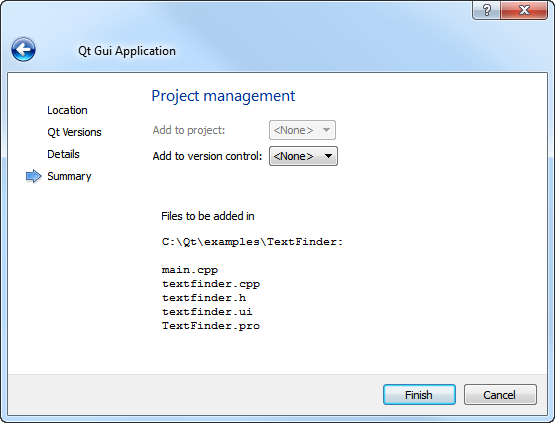 ?
Qt Gui Application
Location
Qt Versions
Details
Summary
Project management
Add to project: <None>
Add to version control: <None>
Files to be added in
C:\Qt\examples\TextFinder:
main.cpp
textfinder.cpp
textfinder.h
textfinder.ui
TextFinder.pro
Finish Cancel